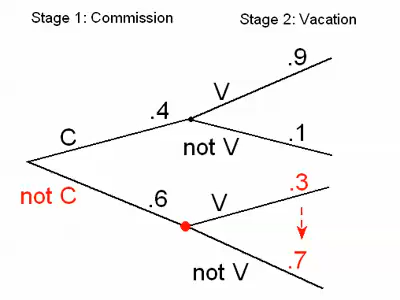 Stage 1: Commission
Stage 2: Vacation
.9
V
.4
C
.1
not V
not C
.6
V
.3
.7
not V